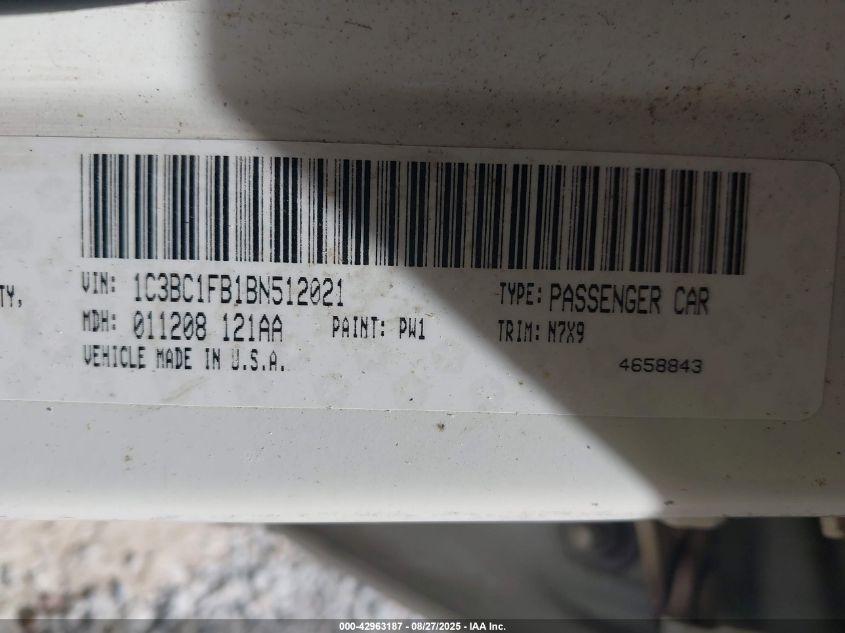 VIN: 1C3BC1FB1BN512021 TYPE: PASSENGER CAR
TY,
MDH: 011208 121AA PAINT: PW1 TRIM: N7X9
VEHICLE MADE IN U.S.A. 4658843
000-42963187 - 08/27/2025 - IAA Inc.